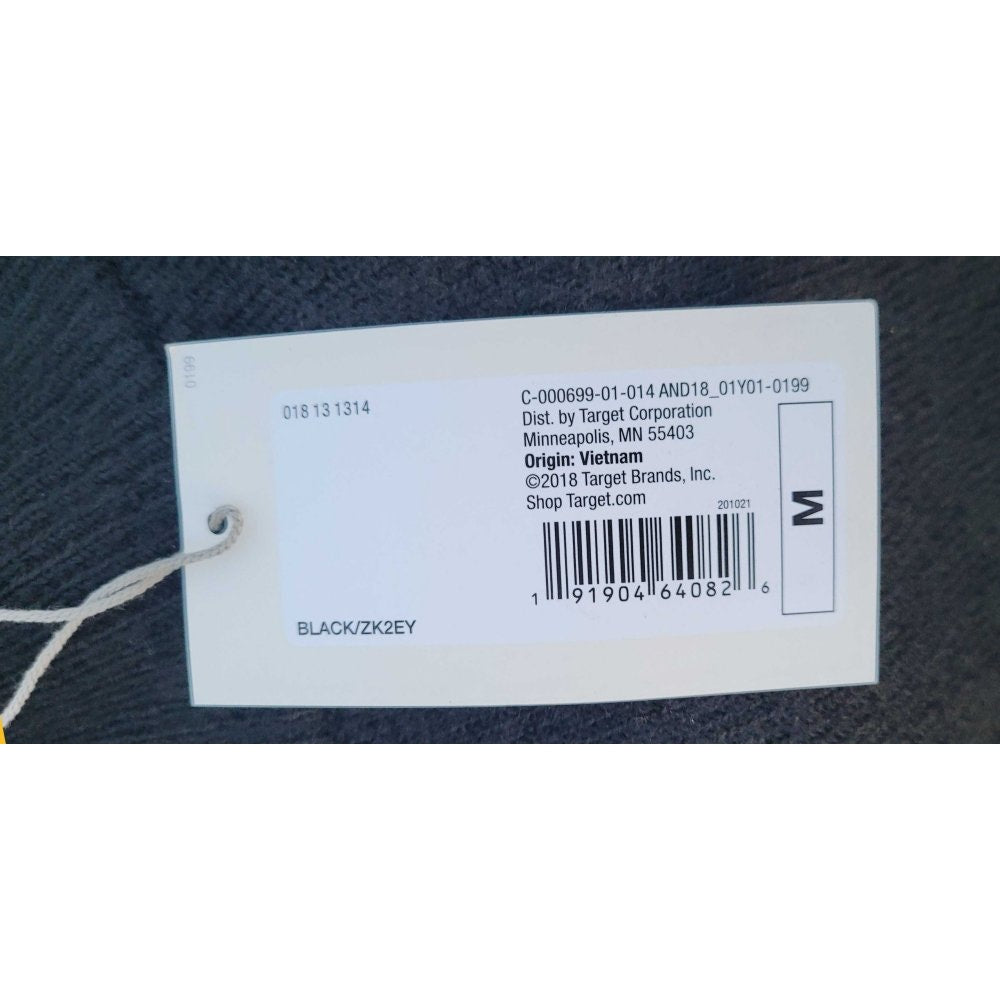 0199
018 13 1314
C-000699-01-014 AND18_01Y01-0199
Dist. by Target Corporation
Minneapolis, MN 55403
Origin: Vietnam
©2018 Target Brands, Inc.
Shop Target.com
201021
M
1 91904 64082 6
BLACK/ZK2EY